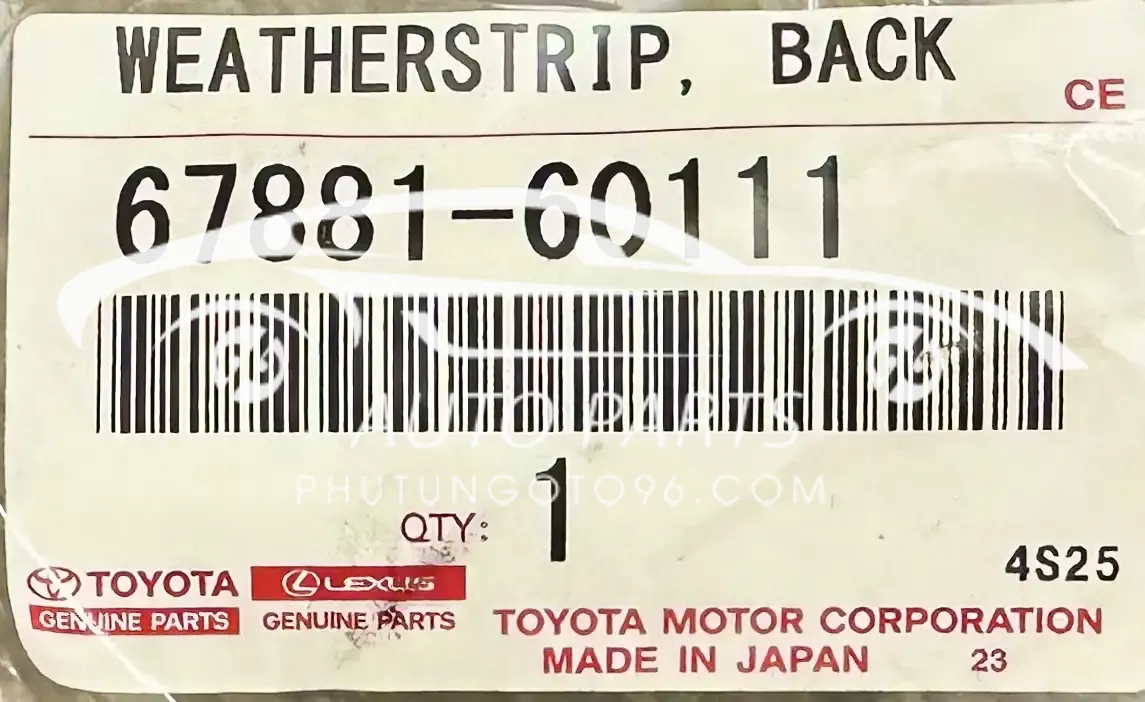 WEATHERSTRIP, BACK
CE
67881-60111
AUTO PARTS
PHUTUNGOTO96.COM
QTY: 1
4S25
TOYOTA LEXUS
GENUINE PARTS GENUINE PARTS
TOYOTA MOTOR CORPORATION
MADE IN JAPAN 23